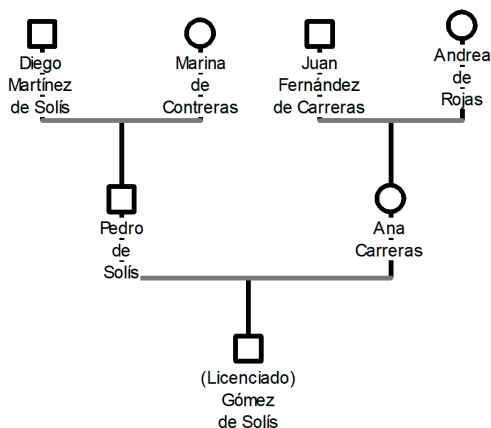 Diego
Martínez
de Solís
Marina
de
Contreras
Juan
Fernández
de Carreras
Andrea
de
Rojas
Pedro
de
Solís
Ana
Carreras
(Licenciado)
Gómez
de Solís